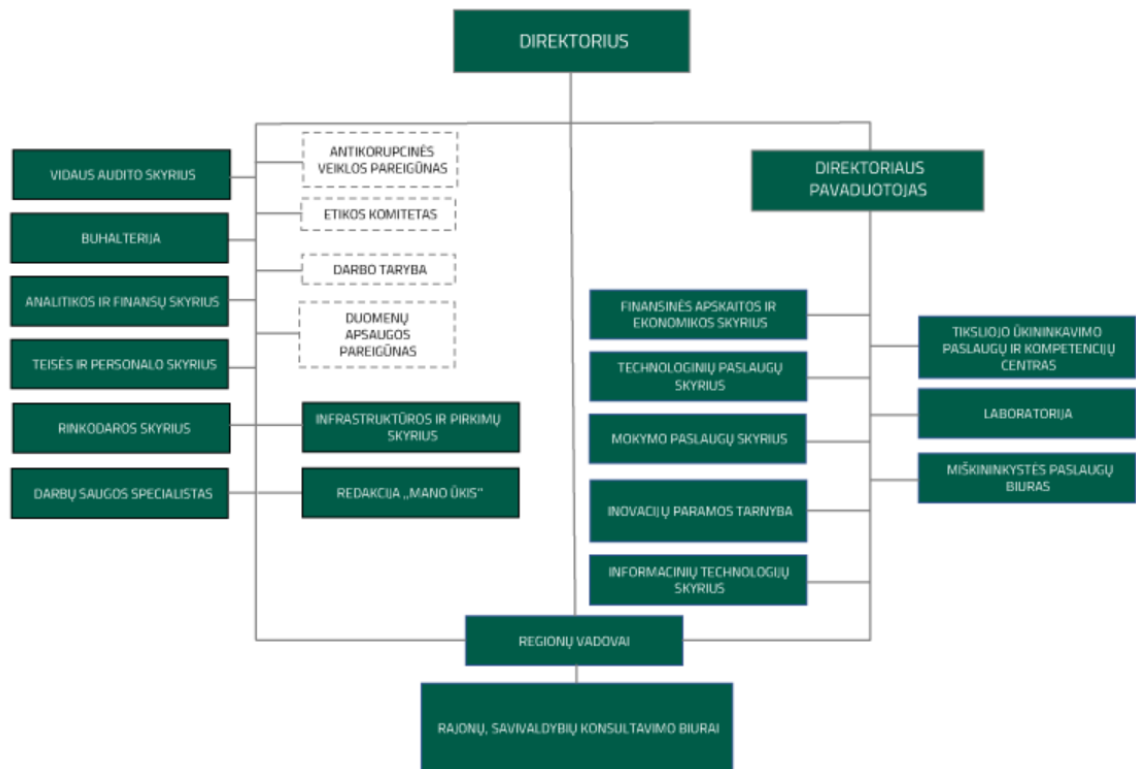 DIREKTORIUS
VIDAUS AUDITO SKYRIUS
BUHALTERIJA
ANALITIKOS IR FINANSŲ SKYRIUS
TEISĖS IR PERSONALO SKYRIUS
RINKODAROS SKYRIUS
DARBŲ SAUGOS SPECIALISTAS
ANTIKORUPCINĖS
VEIKLOS PAREIGŪNAS
ETIKOS KOMITETAS
DARBO TARYBA
DUOMENŲ
APSAUGOS
PAREIGŪNAS
INFRASTRUKTŪROS IR PIRKIMŲ
SKYRIUS
REDAKCIJA „MANO ŪKIS"
DIREKTORIAUS
PAVADUOTOJAS
FINANSINĖS APSKAITOS IR
EKONOMIKOS SKYRIUS
TECHNOLOGINIŲ PASLAUGŲ
SKYRIUS
MOKYMO PASLAUGŲ SKYRIUS
INOVACIJŲ PARAMOS TARNYBA
INFORMACINIŲ TECHNOLOGIJŲ
SKYRIUS
TIKSLIOJO ŪKININKAVIMO
PASLAUGŲ IR KOMPETENCIJŲ
CENTRAS
LABORATORIJA
MIŠKININKYSTĖS PASLAUGŲ
BIURAS
REGIONŲ VADOVAI
RAJONŲ, SAVIVALDYBIŲ KONSULTAVIMO BIURAI